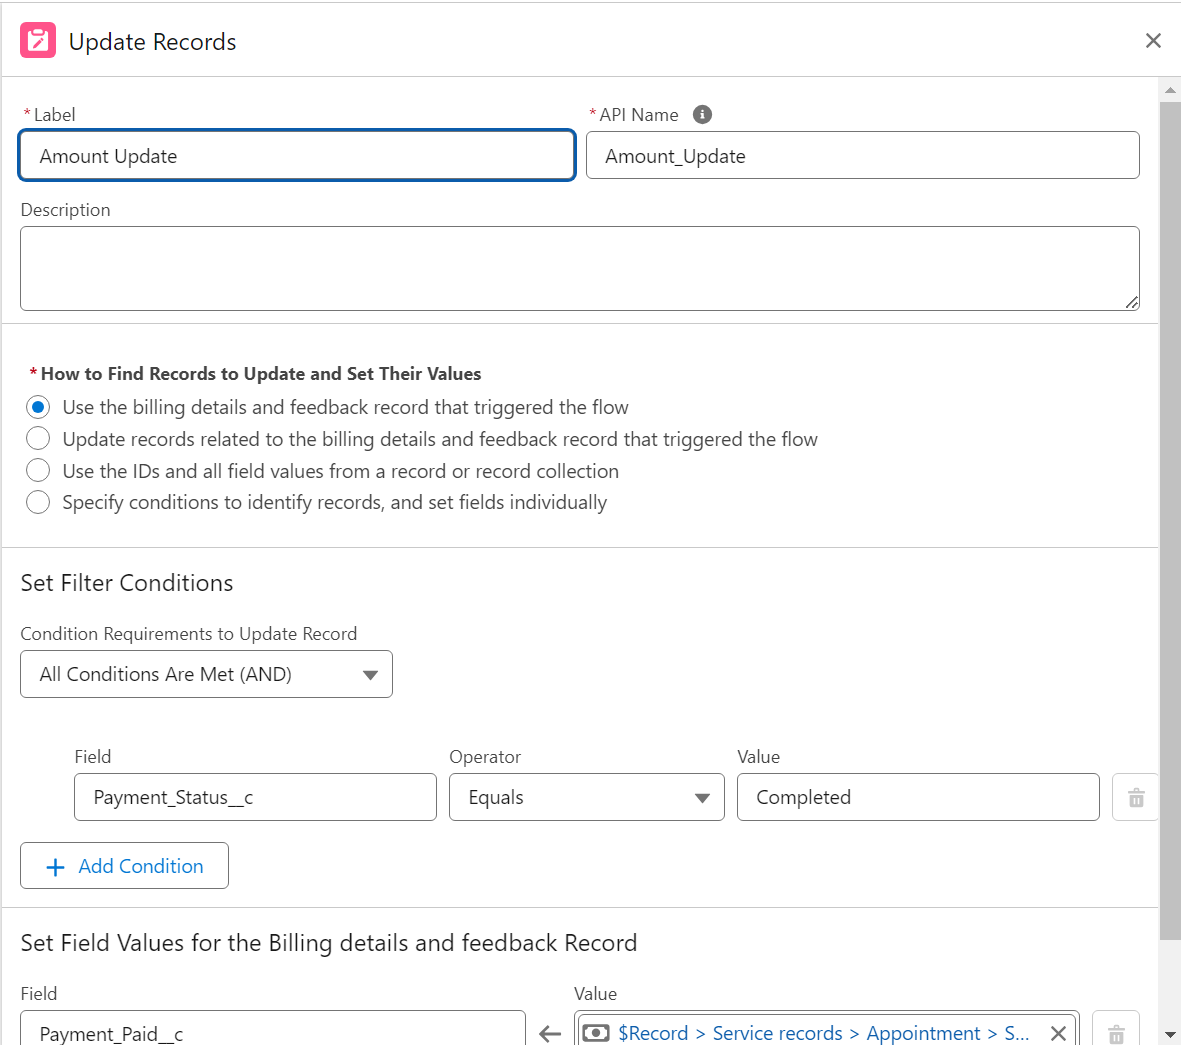 Update Records
* Label
* API Name
Amount Update
Amount_Update
Description
* How to Find Records to Update and Set Their Values
Use the billing details and feedback record that triggered the flow
Update records related to the billing details and feedback record that triggered the flow
Use the IDs and all field values from a record or record collection
Specify conditions to identify records, and set fields individually
Set Filter Conditions
Condition Requirements to Update Record
All Conditions Are Met (AND)
Field
Operator
Value
Payment_Status__c
Equals
Completed
+ Add Condition
Set Field Values for the Billing details and feedback Record
Field
Value
Payment_Paid__c
$Record > Service records > Appointment > S...